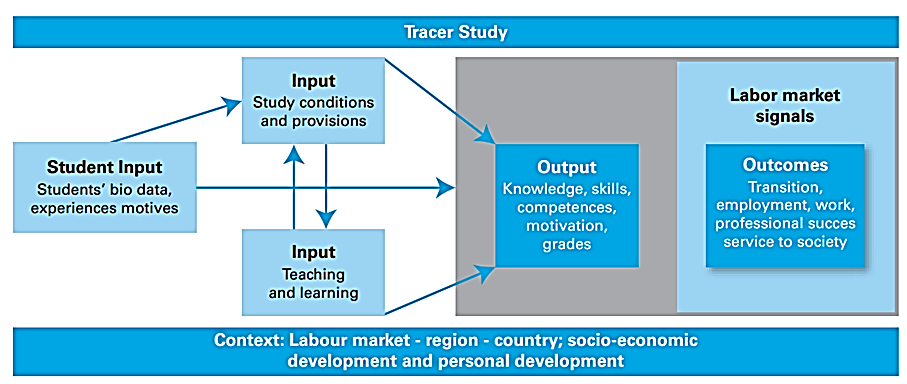 Tracer Study
Input
Study conditions
and provisions
Student Input
Students' bio data,
experiences motives
Input
Teaching
and learning
Output
Knowledge, skills,
competences,
motivation,
grades
Labor market
signals
Outcomes
Transition,
employment, work,
professional succes
service to society
Context: Labour market - region - country; socio-economic
development and personal development